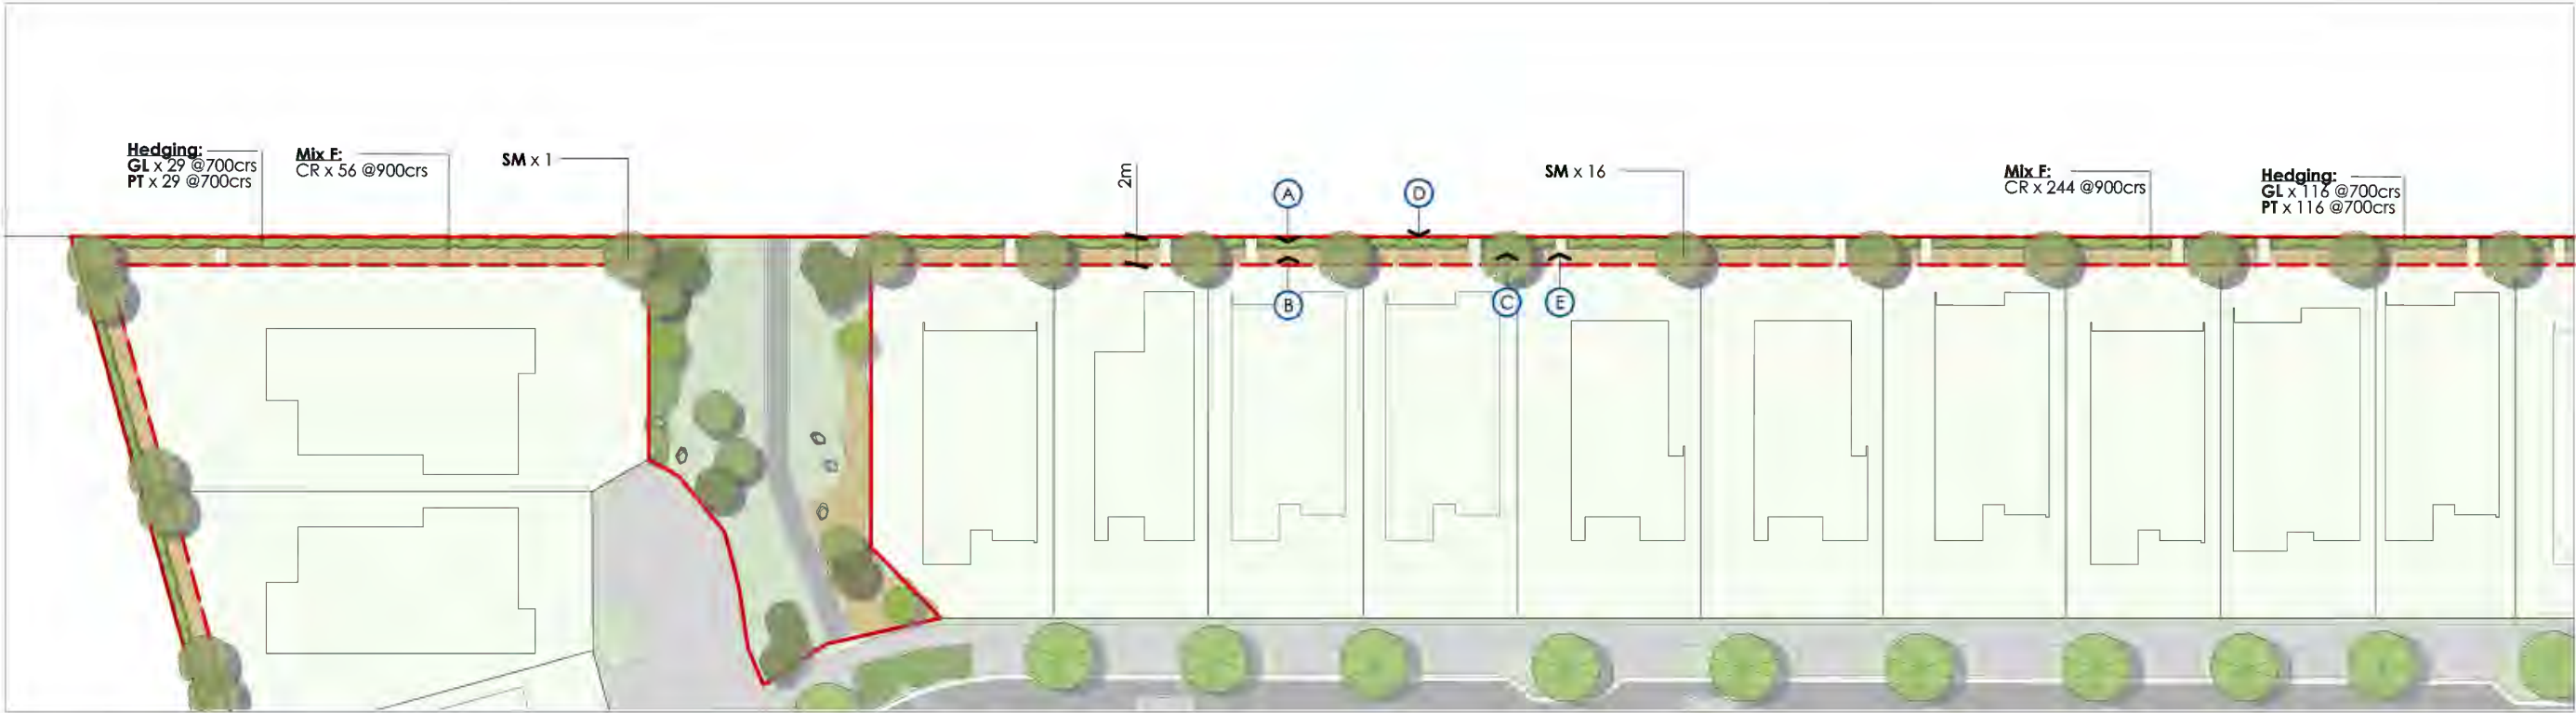 Hedging:
GL x 29 @700crs
PT x 29 @700crs
Mix F:
CR x 56 @900crs
SM x 1
2m
A
D
SM x 16
Mix F:
CR x 244 @900crs
Hedging:
GL x 116 @700crs
PT x 116 @700crs
B
C
E